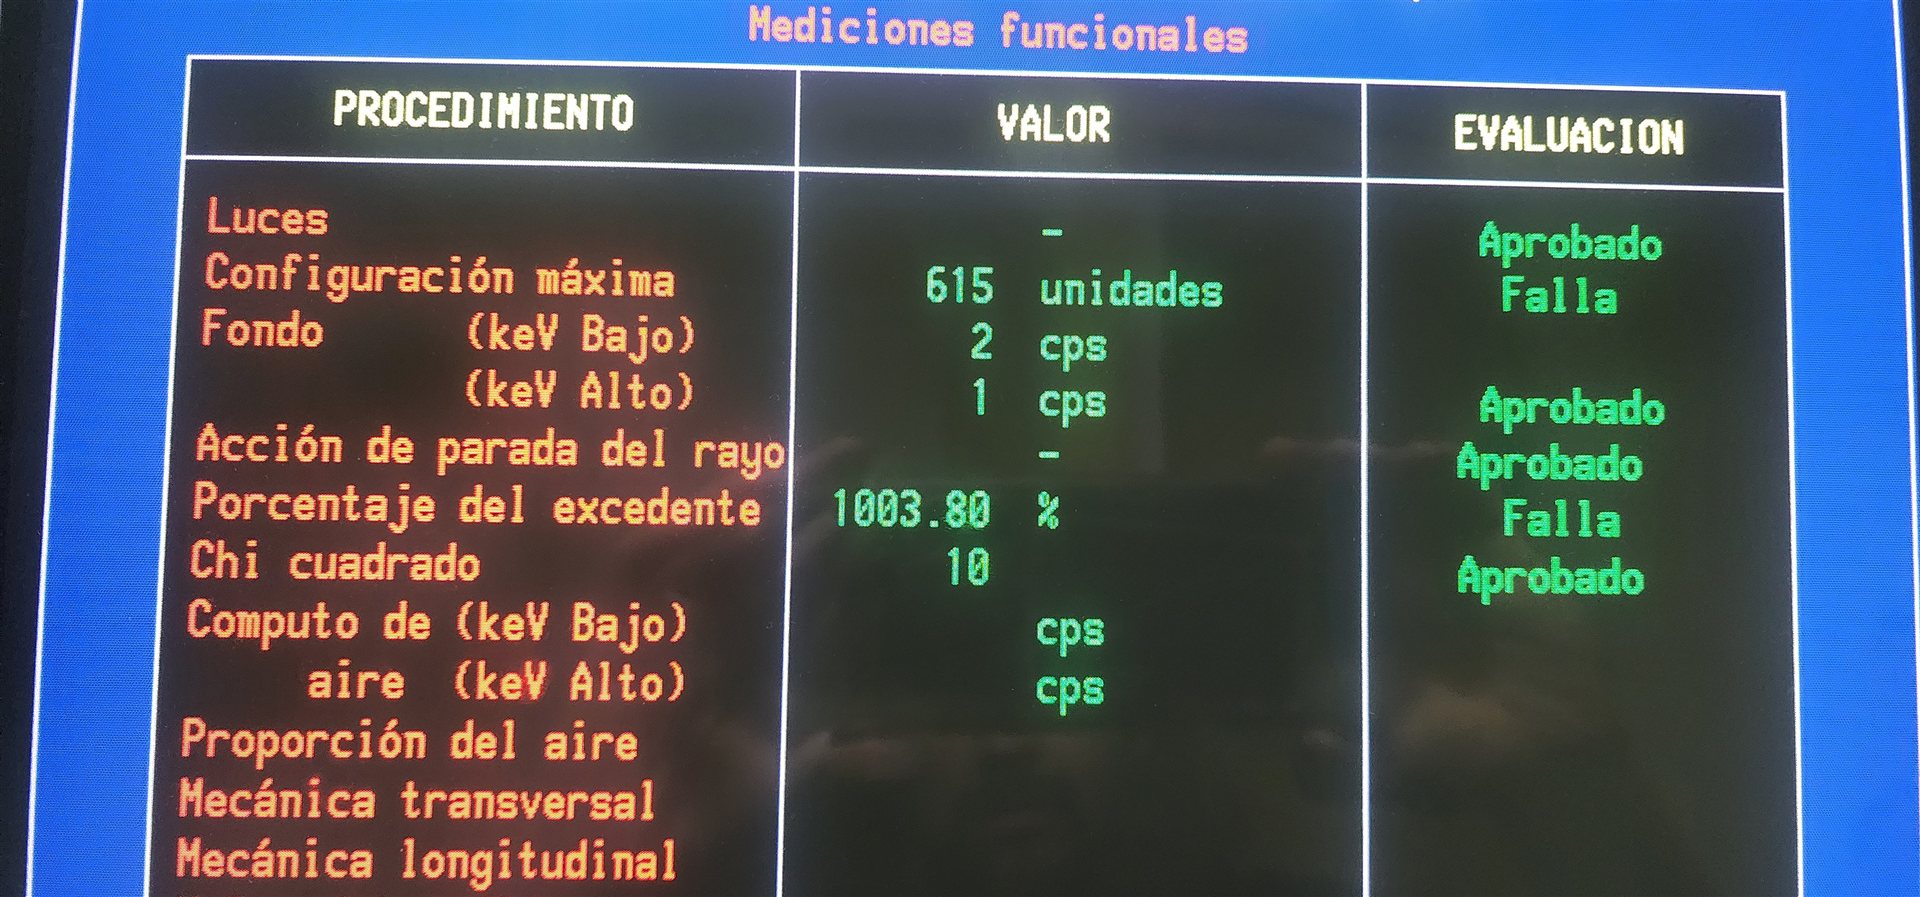 Mediciones funcionales
PROCEDIMIENTO VALOR EVALUACION
Luces - Aprobado
Configuración máxima 615 unidades Falla
Fondo (keV Bajo) 2 cps
(keV Alto) 1 cps Aprobado
Acción de parada del rayo - Aprobado
Porcentaje del excedente 1003.80 % Falla
Chi cuadrado 10 Aprobado
Computo de (keV Bajo) cps
aire (keV Alto) cps
Proporción del aire
Mecánica transversal
Mecánica longitudinal